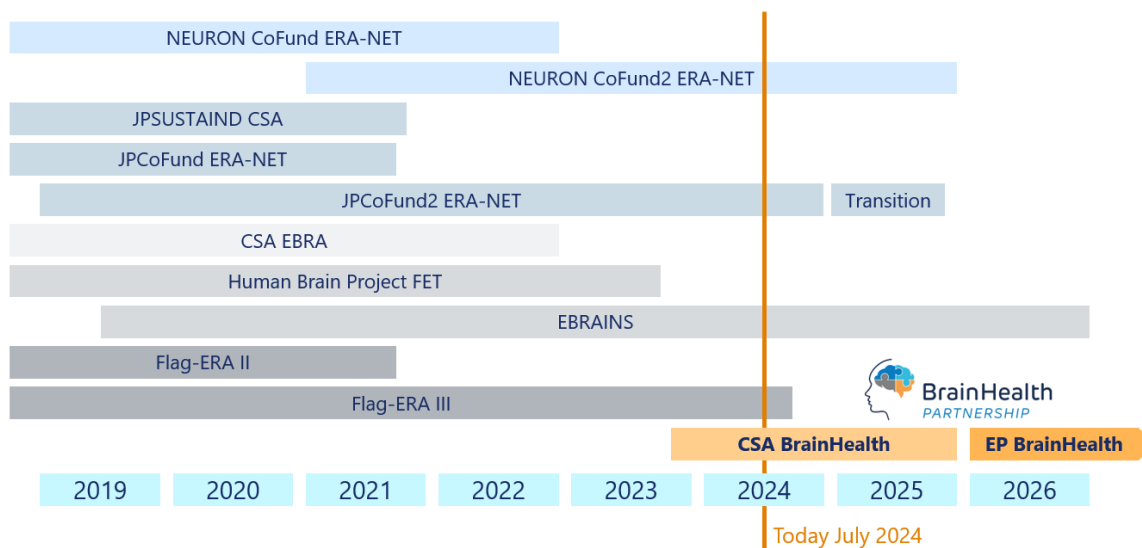 NEURON CoFund ERA-NET
NEURON CoFund2 ERA-NET
JPSUSTAIND CSA
JPCoFund ERA-NET
JPCoFund2 ERA-NET
Transition
CSA EBRA
Human Brain Project FET
EBRAINS
Flag-ERA II
Flag-ERA III
BrainHealth
PARTNERSHIP
CSA BrainHealth
EP BrainHealth
2019
2020
2021
2022
2023
2024
2025
2026
Today July 2024